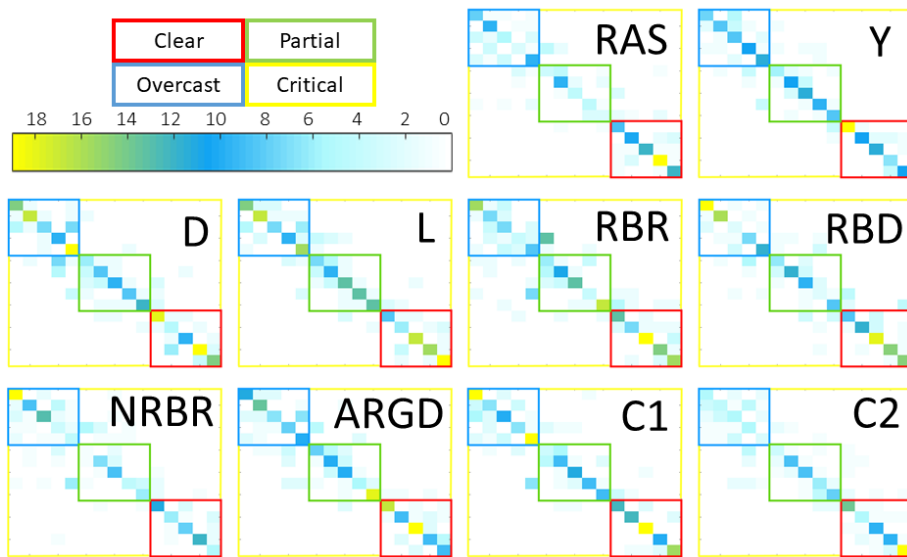 Clear Partial
Overcast Critical
18 16 14 12 10 8 6 4 2 0
RAS Y
D L RBR RBD
NRBR ARGD C1 C2